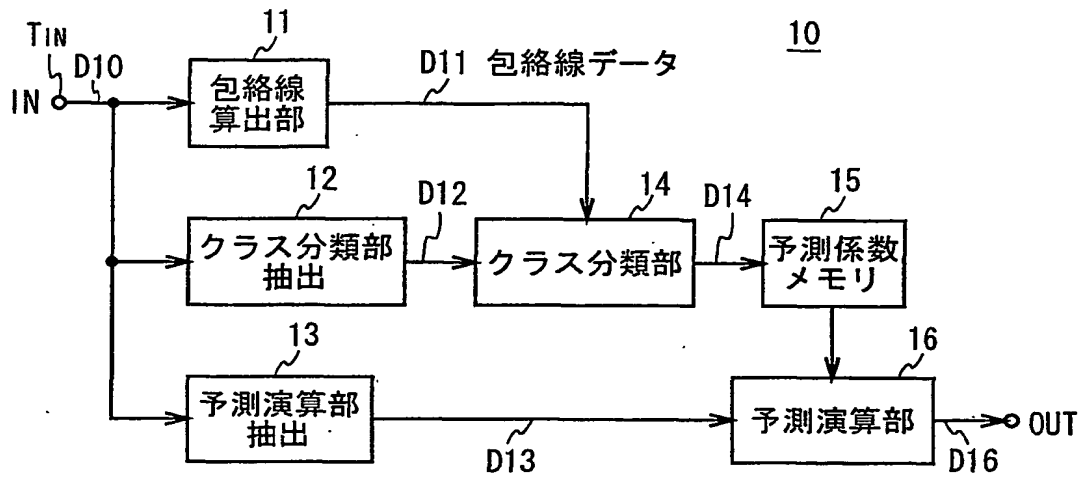 TIN
IN
D10
11
包絡線
算出部
D11 包絡線データ
10
12
クラス分類部
抽出
D12
14
クラス分類部
D14
15
予測係数
メモリ
13
予測演算部
抽出
D13
16
予測演算部
D16
OUT